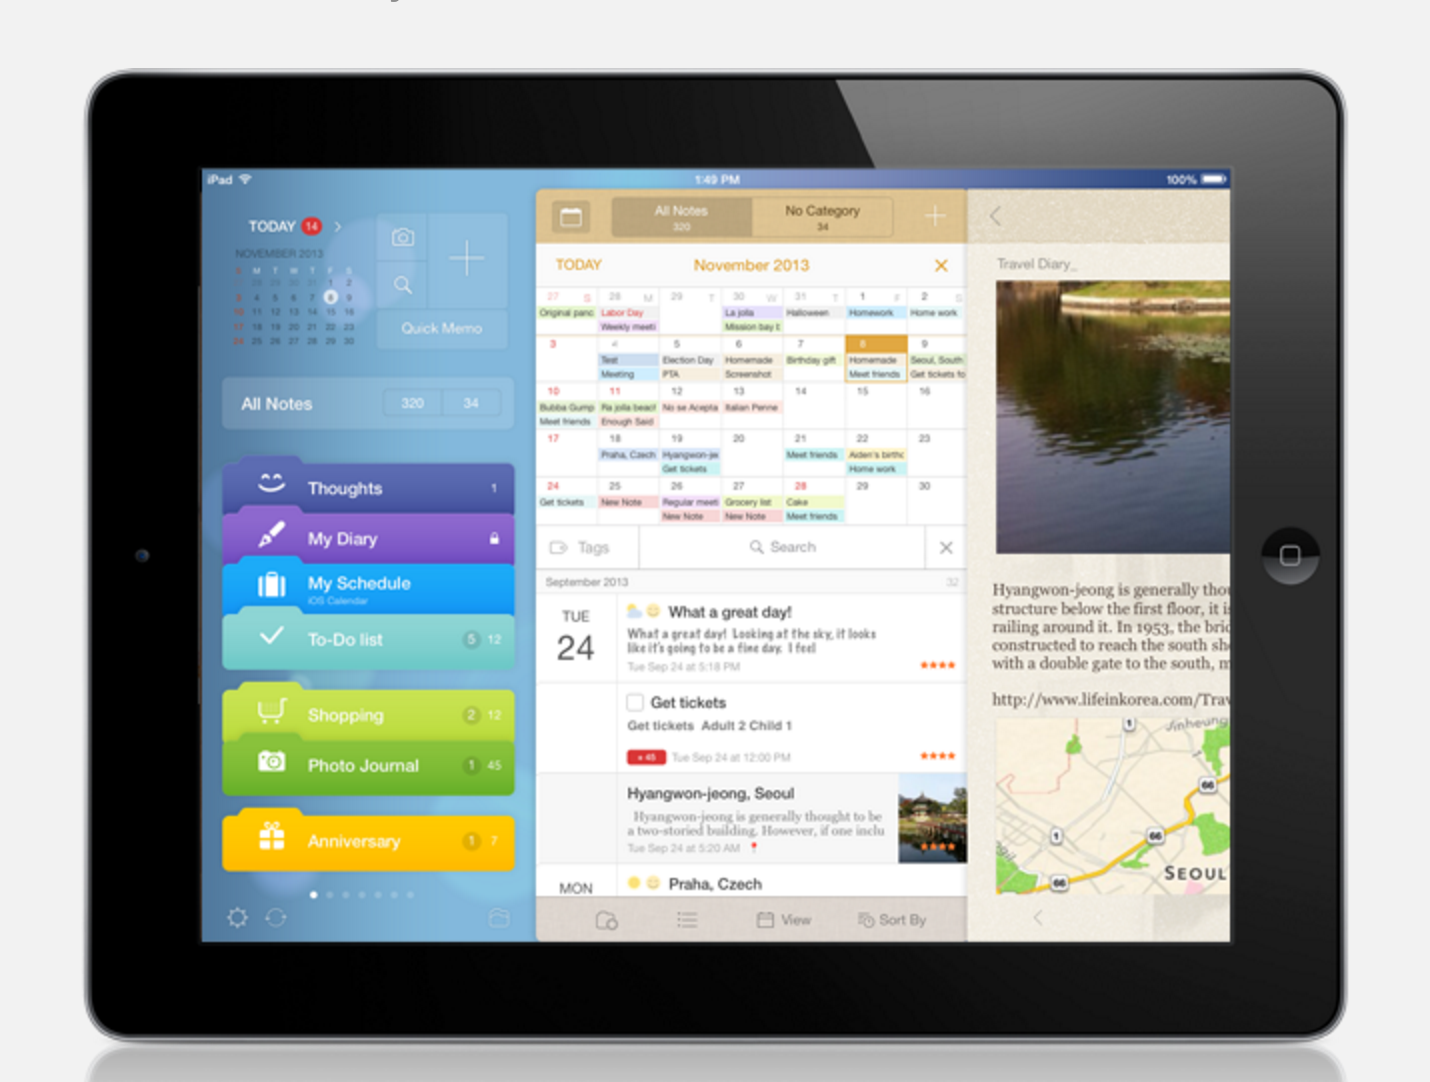 iPad
1:49 PM
100%
TODAY 14
NOVEMBER 2013
S M T W T F S
27 28 29 30 31 1 2
3 4 5 6 7 8 9
10 11 12 13 14 15 16
17 18 19 20 21 22 23
24 25 26 27 28 29 30
Quick Memo
All Notes 320 34
Thoughts 1
My Diary
My Schedule
iOS Calendar
To-Do list 5 12
Shopping 2 12
Photo Journal 1 45
Anniversary 1 7
All Notes
320
No Category
34
TODAY November 2013
27 S 28 M 29 T 30 W 31 T 1 F 2 S
Original panc Labor Day La jolla Halloween Homework Home work
Weekly meeti Mission bay t
3 4 5 6 7 8 9
Test Election Day Homemade Birthday gift Homemade Seoul, South
Meeting PTA Screenshot Meet friends Get tickets fo
10 11 12 13 14 15 16
Bubba Gump Ra jolla beact No se Acepta Italian Penne
Meet friends Enough Said
17 18 19 20 21 22 23
Praha, Czech Hyangwon-je Meet friends Aiden's birthc
Get tickets Home work
24 25 26 27 28 29 30
Get tickets New Note Regular meeti Grocery list Cake
New Note New Note Meet friends
Tags Search
September 2013 32
TUE
24
What a great day!
What a great day! Looking at the sky, it looks
like it's going to be a fine day. I feel
Tue Sep 24 at 5:18 PM
Get tickets
Get tickets Adult 2 Child 1
+ 45 Tue Sep 24 at 12:00 PM
Hyangwon-jeong, Seoul
Hyangwon-jeong is generally thought to be
a two-storied building. However, if one inclu
Tue Sep 24 at 5:20 AM
MON
Praha, Czech
View Sort By
Travel Diary_
Hyangwon-jeong is generally thou
structure below the first floor, it is
railing around it. In 1953, the bric
constructed to reach the south sh
with a double gate to the south, m
http://www.lifeinkorea.com/Trav
1
Jinheung
66
1
66
SEOUL
66